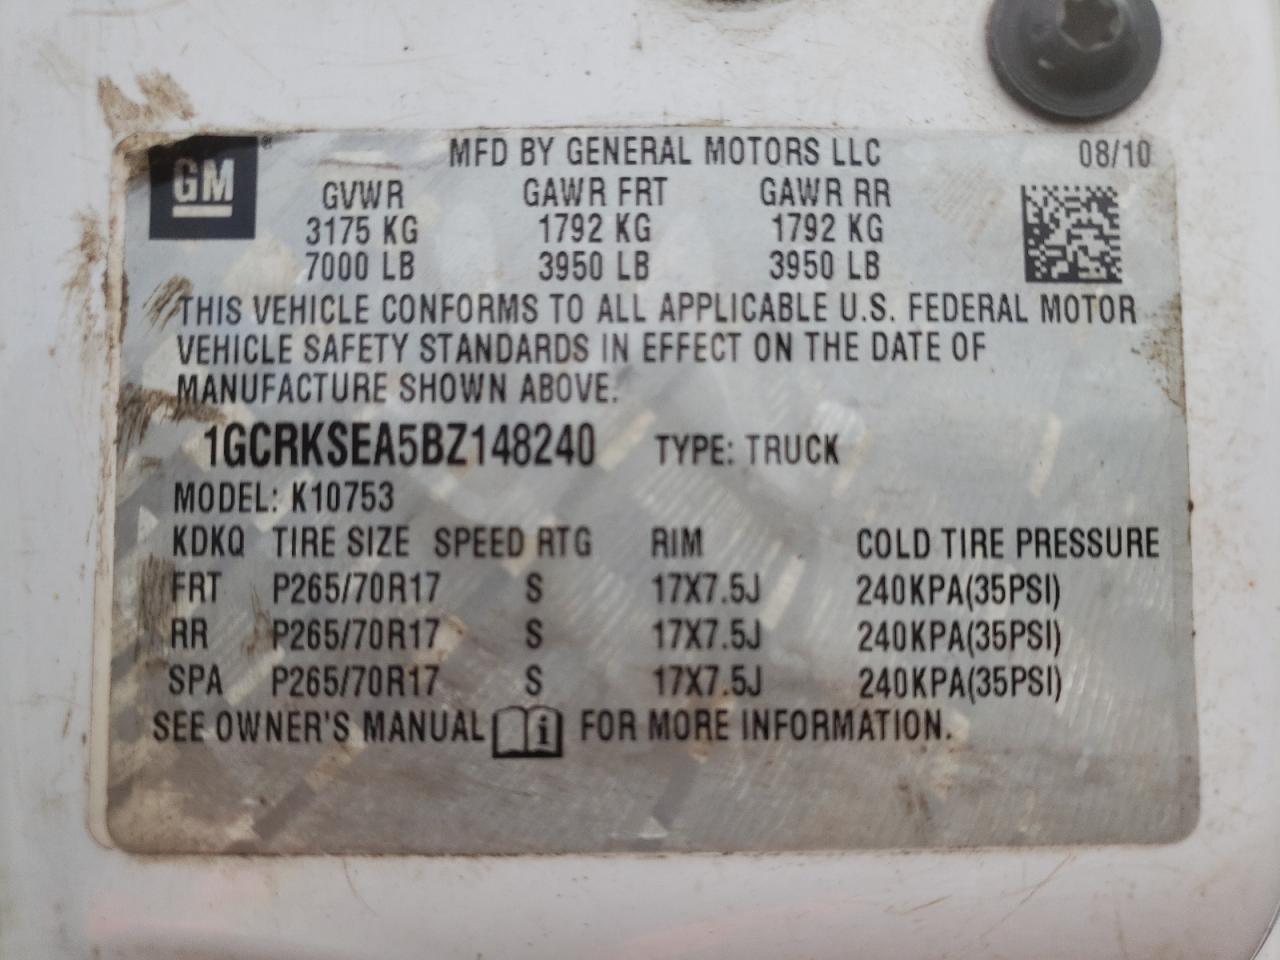 GM ® MFD BY GENERAL MOTORS LLC 08/10
GVWR GAWR FRT GAWR RR
3175 KG 1792 KG 1792 KG
7000 LB 3950 LB 3950 LB
THIS VEHICLE CONFORMS TO ALL APPLICABLE U.S. FEDERAL MOTOR
VEHICLE SAFETY STANDARDS IN EFFECT ON THE DATE OF
MANUFACTURE SHOWN ABOVE.
1GCRKSEA5BZ148240 TYPE: TRUCK
MODEL: K10753
KDKQ TIRE SIZE SPEED RTG RIM COLD TIRE PRESSURE
FRT P265/70R17 S 17X7.5J 240KPA(35PSI)
RR P265/70R17 S 17X7.5J 240KPA(35PSI)
SPA P265/70R17 S 17X7.5J 240KPA(35PSI)
SEE OWNER'S MANUAL i FOR MORE INFORMATION.